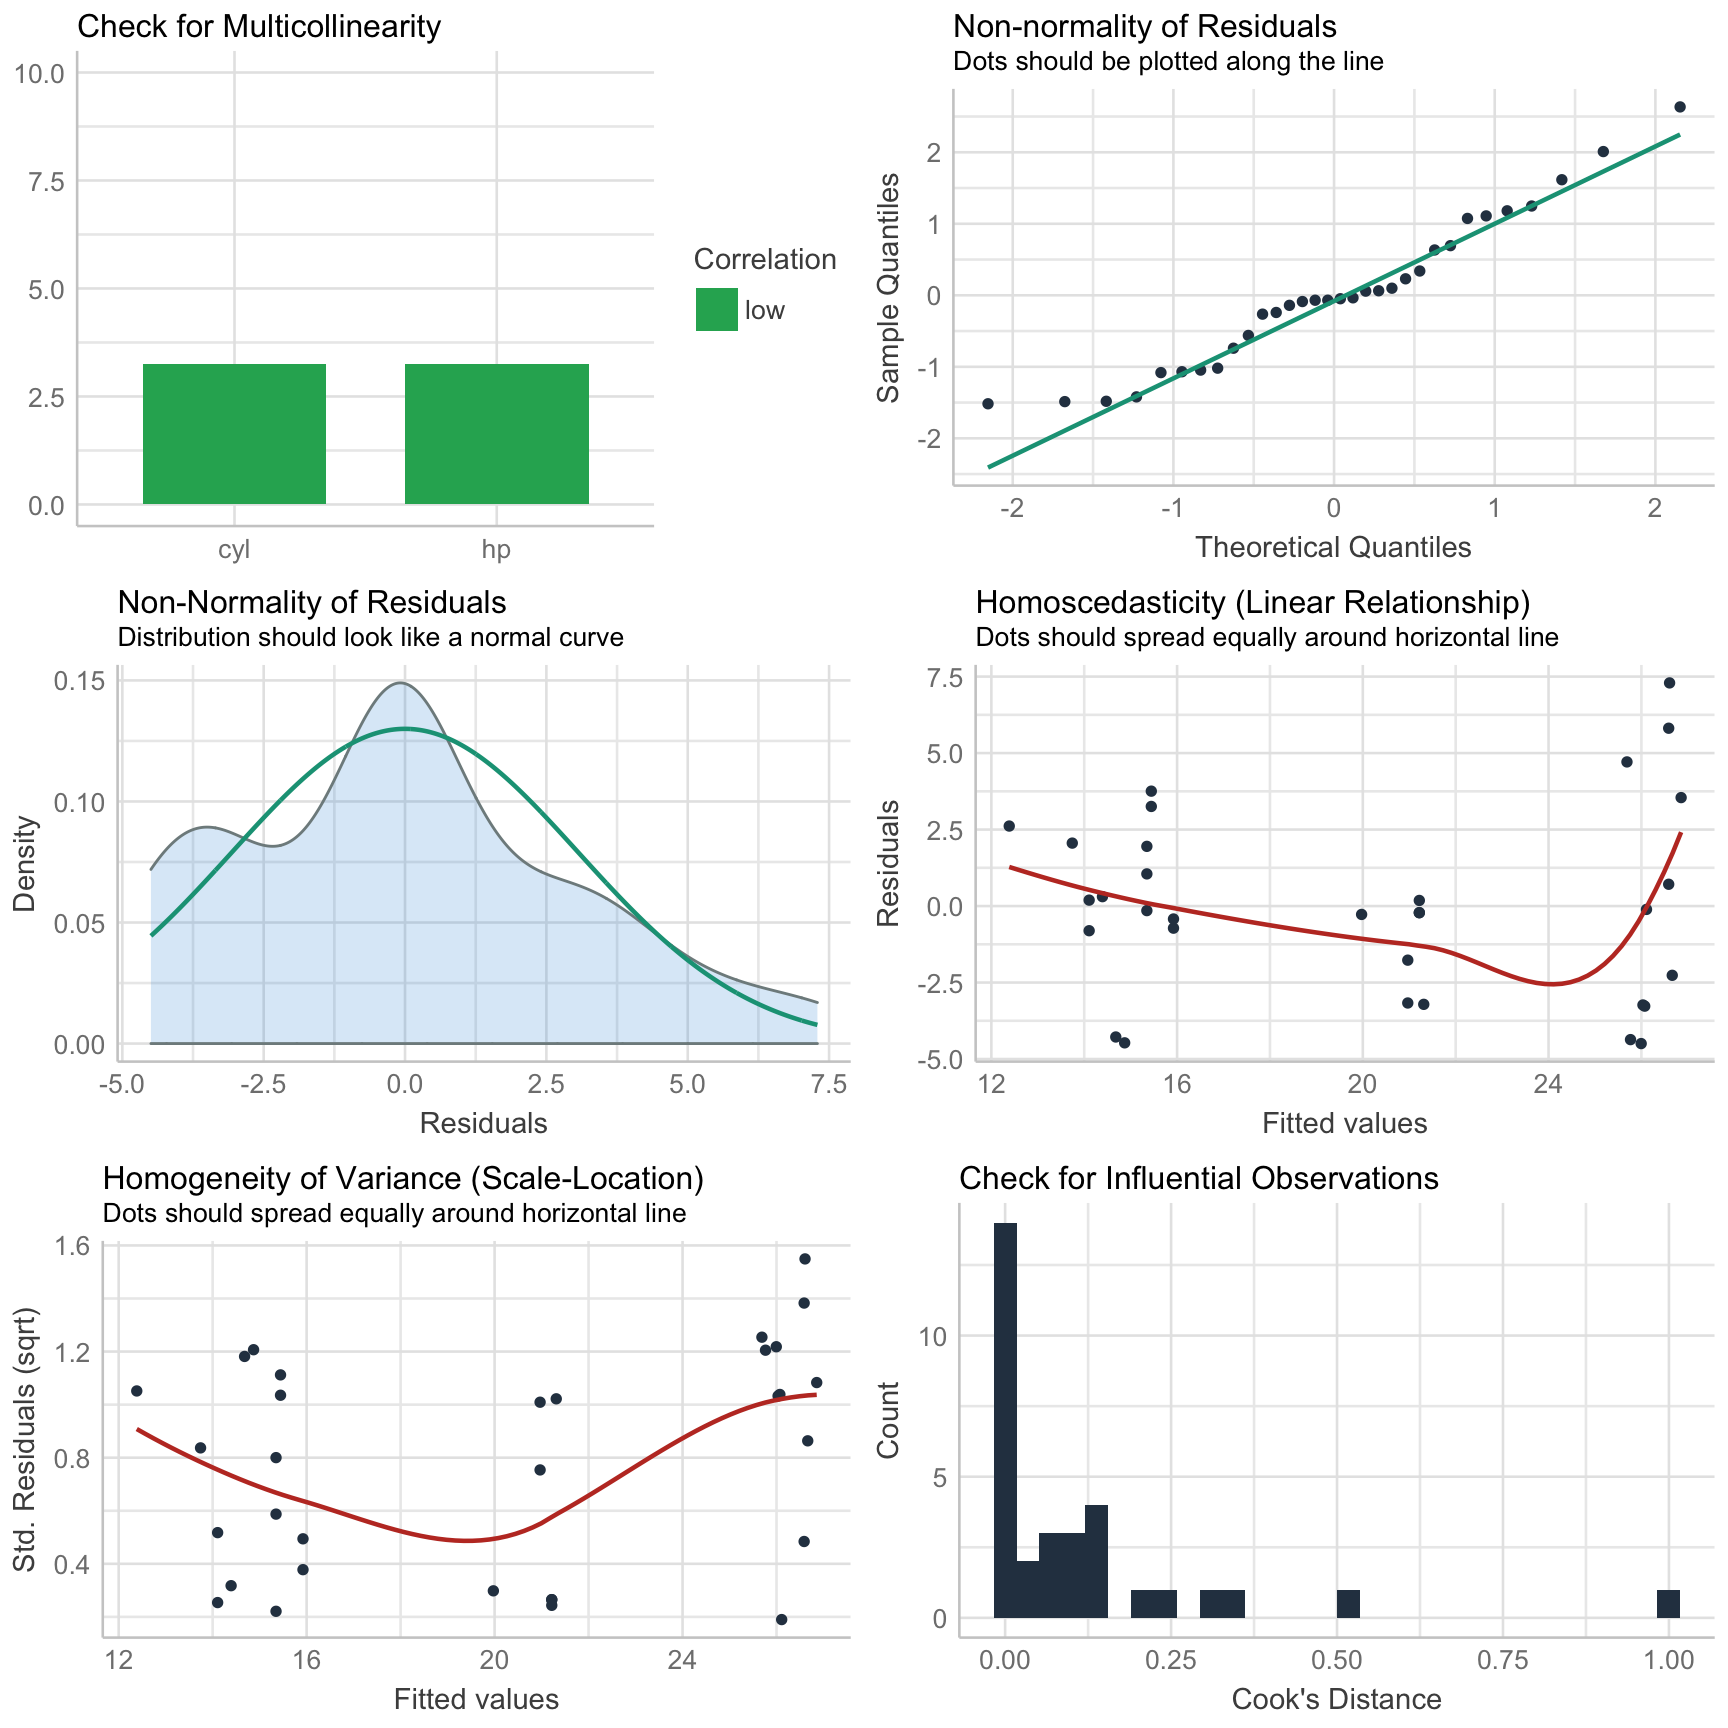 Check for Multicollinearity
10.0
7.5
5.0
2.5
0.0
cyl
hp
Correlation
low
Non-normality of Residuals
Dots should be plotted along the line
Sample Quantiles
2
1
0
-1
-2
-2
-1
0
1
2
Theoretical Quantiles
Non-Normality of Residuals
Distribution should look like a normal curve
Density
0.15
0.10
0.05
0.00
-5.0
-2.5
0.0
2.5
5.0
7.5
Residuals
Homoscedasticity (Linear Relationship)
Dots should spread equally around horizontal line
Residuals
7.5
5.0
2.5
0.0
-2.5
-5.0
12
16
20
24
Fitted values
Homogeneity of Variance (Scale-Location)
Dots should spread equally around horizontal line
Std. Residuals (sqrt)
1.6
1.2
0.8
0.4
12
16
20
24
Fitted values
Check for Influential Observations
Count
10
5
0
0.00
0.25
0.50
0.75
1.00
Cook's Distance